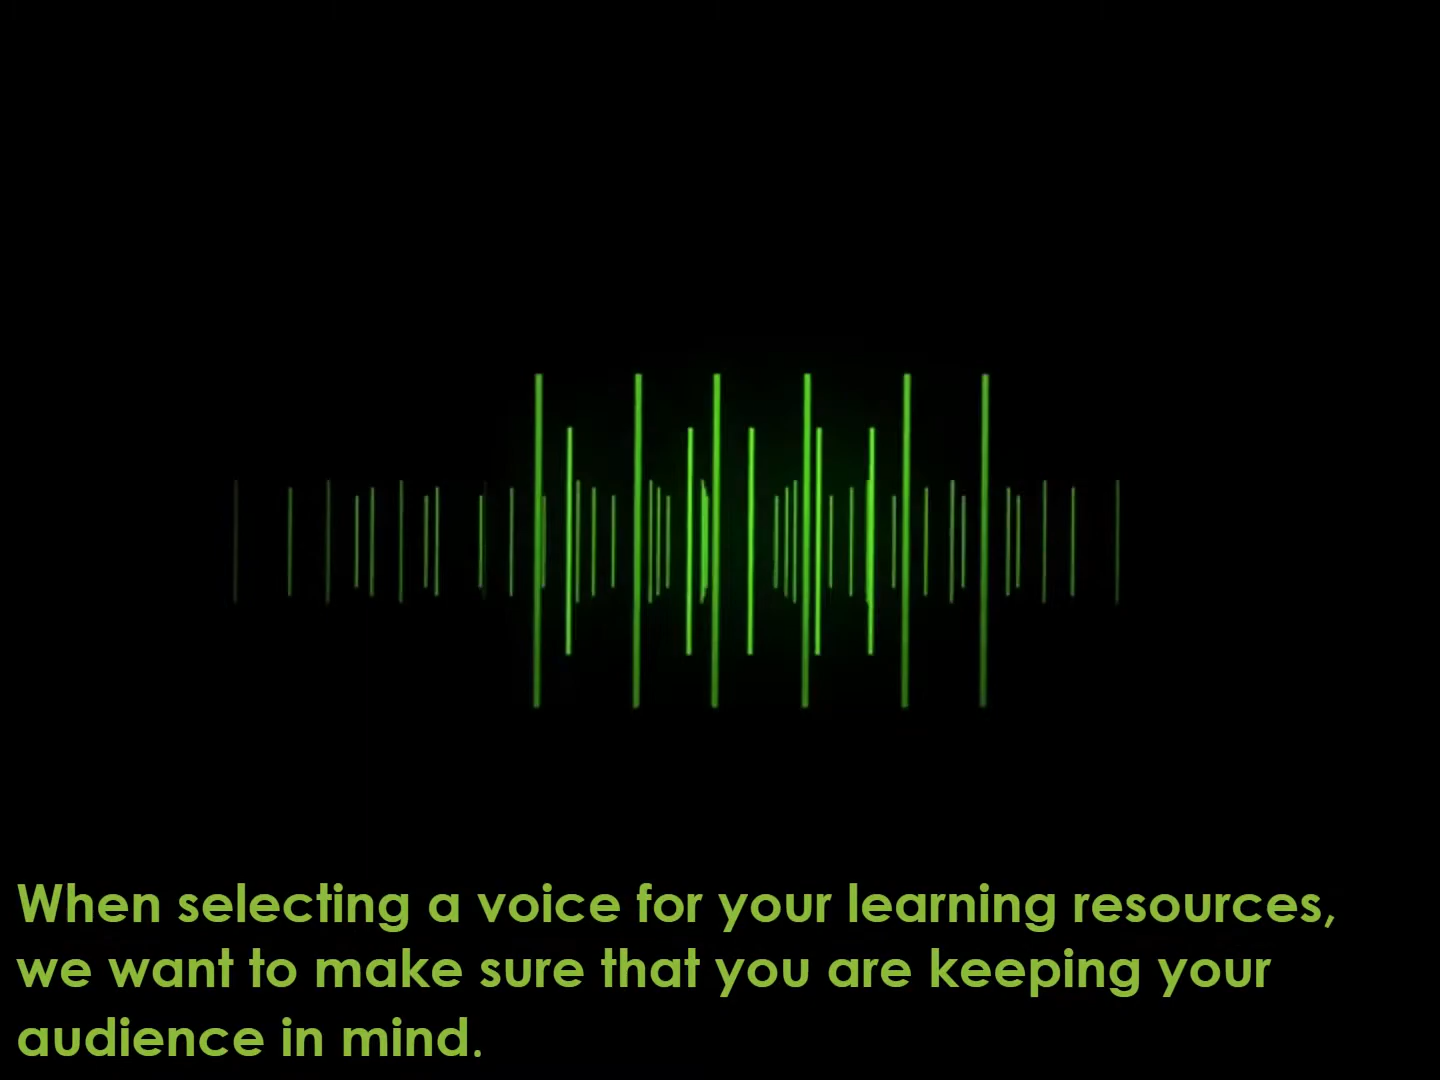 When selecting a voice for your learning resources,
we want to make sure that you are keeping your
audience in mind.